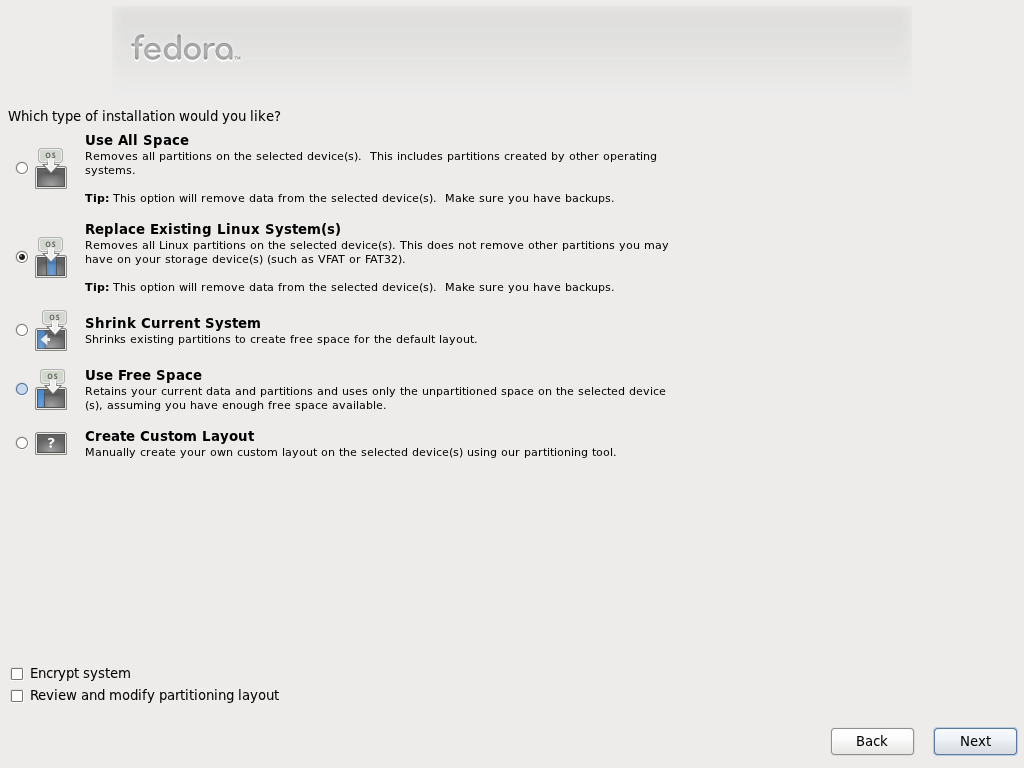 fedora™
Which type of installation would you like?
Use All Space
OS
Removes all partitions on the selected device(s).  This includes partitions created by other operating
systems.
Tip: This option will remove data from the selected device(s).  Make sure you have backups.
Replace Existing Linux System(s)
OS
Removes all Linux partitions on the selected device(s). This does not remove other partitions you may
have on your storage device(s) (such as VFAT or FAT32).
Tip: This option will remove data from the selected device(s).  Make sure you have backups.
OS
Shrink Current System
Shrinks existing partitions to create free space for the default layout.
OS
Use Free Space
Retains your current data and partitions and uses only the unpartitioned space on the selected device
(s), assuming you have enough free space available.
Create Custom Layout
?
Manually create your own custom layout on the selected device(s) using our partitioning tool.
Encrypt system
Review and modify partitioning layout
Back
Next